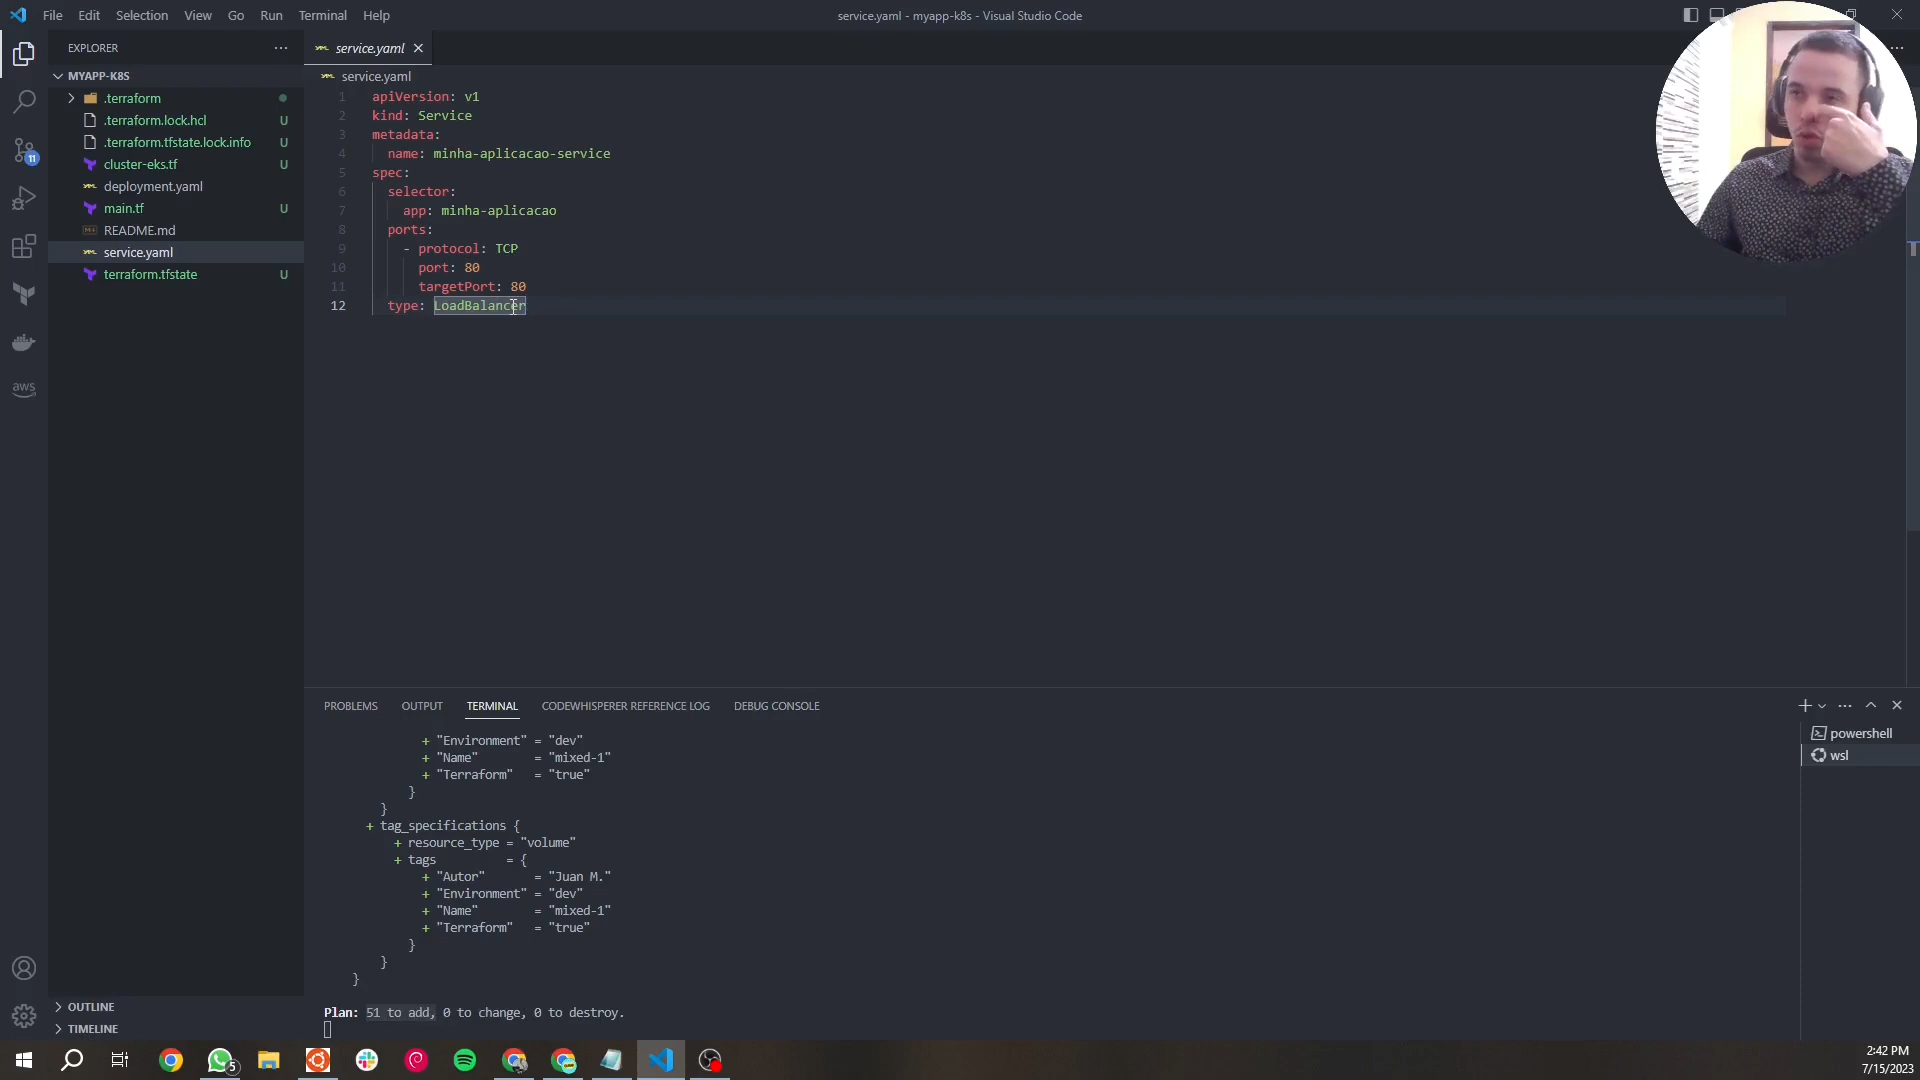 File Edit Selection View Go Run Terminal Help
service.yaml - myapp-k8s - Visual Studio Code
EXPLORER
service.yaml
MYAPP-K8S
.terraform
.terraform.lock.hcl U
.terraform.tfstate.lock.info U
cluster-eks.tf U
deployment.yaml
main.tf U
README.md
service.yaml
terraform.tfstate U
11
aws
service.yaml
1 apiVersion: v1
2 kind: Service
3 metadata:
4 name: minha-aplicacao-service
5 spec:
6 selector:
7 app: minha-aplicacao
8 ports:
9 - protocol: TCP
10 port: 80
11 targetPort: 80
12 type: LoadBalancer
PROBLEMS OUTPUT TERMINAL CODEWHISPERER REFERENCE LOG DEBUG CONSOLE
powershell
wsl
+ "Environment" = "dev"
+ "Name" = "mixed-1"
+ "Terraform" = "true"
}
}
+ tag_specifications {
+ resource_type = "volume"
+ tags = {
+ "Autor" = "Juan M."
+ "Environment" = "dev"
+ "Name" = "mixed-1"
+ "Terraform" = "true"
}
}
}
Plan: 51 to add, 0 to change, 0 to destroy.
OUTLINE
TIMELINE
5
2:42 PM
7/15/2023